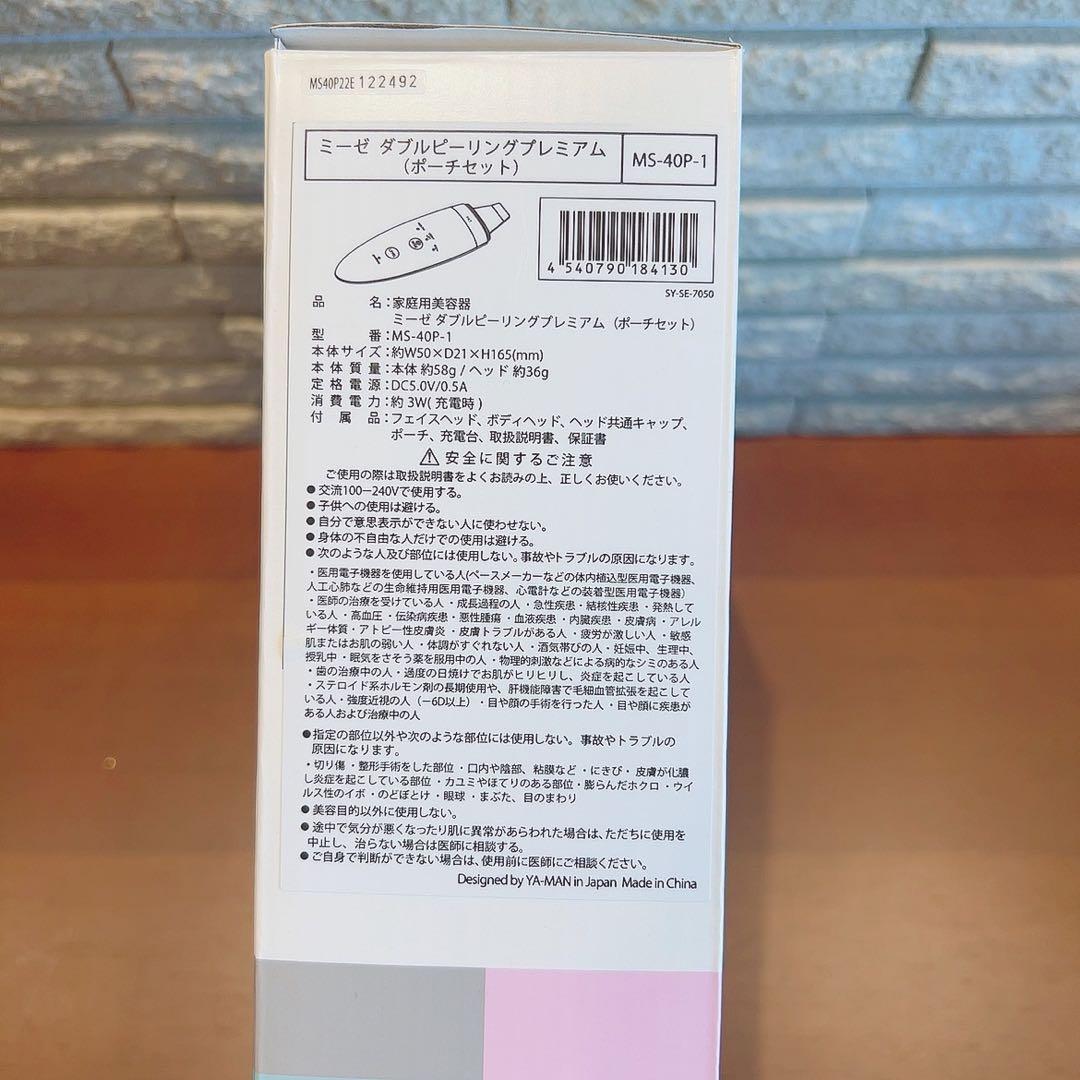 MS40P22E 122492
ミーゼ ダブルピーリングプレミアム
(ポーチセット)
MS-40P-1
4 540790 184130
SY-SE-7050
品名:家庭用美容器
ミーゼ ダブルピーリングプレミアム(ポーチセット)
型番:MS-40P-1
本体サイズ:約W50×D21×H165(mm)
本体質量:本体 約58g / ヘッド 約36g
定格電源:DC5.0V/0.5A
消費電力:約 3W( 充電時 )
付属品:フェイスヘッド、ボディヘッド、ヘッド共通キャップ、
ポーチ、充電台、取扱説明書、保証書
安全に関するご注意
ご使用の際は取扱説明書をよくお読みの上、正しくお使いください。
●交流100-240Vで使用する。
●子供への使用は避ける。
●自分で意思表示ができない人に使わせない。
●身体の不自由な人だけでの使用は避ける。
●次のような人及び部位には使用しない。事故やトラブルの原因になります。
・医用電子機器を使用している人(ペースメーカーなどの体内植込型医用電子機器、
人工心肺などの生命維持用医用電子機器、心電計などの装着型医用電子機器)
・医師の治療を受けている人・成長過程の人・急性疾患・結核性疾患・発熱して
いる人・高血圧・伝染病疾患・悪性腫瘍・血液疾患・内臓疾患・皮膚病・アレル
ギー体質・アトピー性皮膚炎・皮膚トラブルがある人・疲労が激しい人・敏感
肌またはお肌の弱い人・体調がすぐれない人・酒気帯びの人・妊娠中、生理中、
授乳中・眠気をさそう薬を服用中の人・物理的刺激などによる病的なシミのある人
・歯の治療中の人・過度の日焼けでお肌がヒリヒリし、炎症を起こしている人
・ステロイド系ホルモン剤の長期使用や、肝機能障害で毛細血管拡張を起こして
いる人・強度近視の人(-6D以上)・目や顔の手術を行った人・目や顔に疾患が
ある人および治療中の人
●指定の部位以外や次のような部位には使用しない。事故やトラブルの
原因になります。
・切り傷・整形手術をした部位・口内や陰部、粘膜など・にきび・皮膚が化膿
し炎症を起こしている部位・カユミやほてりのある部位・膨らんだホクロ・ウイ
ルス性のイボ・のどぼとけ・眼球・まぶた、目のまわり
●美容目的以外に使用しない。
●途中で気分が悪くなったり肌に異常があらわれた場合は、ただちに使用を
中止し、治らない場合は医師に相談する。
●ご自身で判断ができない場合は、使用前に医師にご相談ください。
Designed by YA-MAN in Japan Made in China